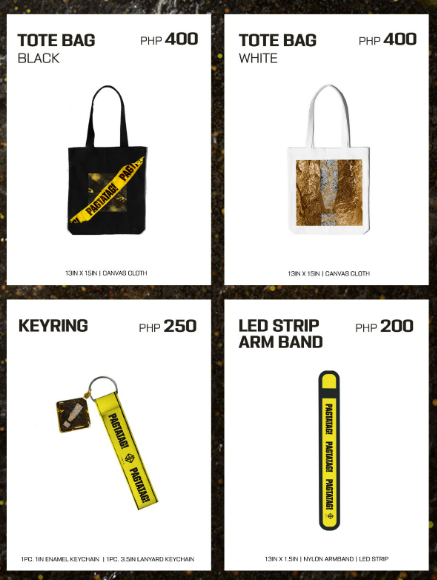 TOTE BAG
PHP 400
BLACK
PAGTATAG!
13IN X 15IN | CANVAS CLOTH
TOTE BAG
PHP 400
WHITE
13IN X 15IN | CANVAS CLOTH
KEYRING
PHP 250
PAGTATAG!
PAGTATAG!
1PC. 1IN ENAMEL KEYCHAIN | 1PC. 3.5IN LANYARD KEYCHAIN
LED STRIP
ARM BAND
PHP 200
PAGTATAG!
PAGTATAG!
PAGTATAG!
13IN X 1.5IN | NYLON ARMBAND | LED STRIP